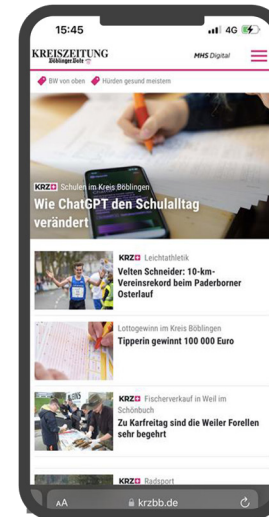 15:45
4G
KREISZEITUNG
Böblinger Bote
MHS Digital
BW von oben
Hürden gesund meistern
KRZ+ Schulen im Kreis Böblingen
Wie ChatGPT den Schulalltag
verändert
KRZ+ Leichtathletik
Velten Schneider: 10-km-
Vereinsrekord beim Paderborner
Osterlauf
Lottogewinn im Kreis Böblingen
Tipperin gewinnt 100 000 Euro
KRZ+ Fischerverkauf in Weil im
Schönbuch
Zu Karfreitag sind die Weiler Forellen
sehr begehrt
KRZ+ Radsport
AA
krzbb.de